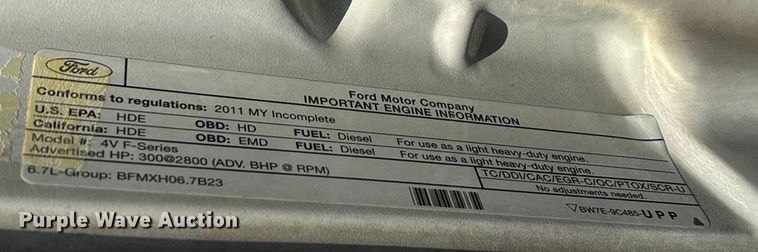 Ford
Ford Motor Company
IMPORTANT ENGINE INFORMATION
Conforms to regulations: 2011 MY Incomplete
U.S. EPA: HDE OBD: HD FUEL: Diesel For use as a light heavy-duty engine.
California: HDE OBD: EMD FUEL: Diesel For use as a light heavy-duty engine.
Model #: 4V F-Series TC/DDI/CAC/EGR-C/OC/PTOX/SCR-U
Advertised HP: 300@2800 (ADV. BHP @ RPM) No adjustments needed.
6.7L-Group: BFMXH06.7B23
BW7E-9C485-UPP
Purple Wave Auction